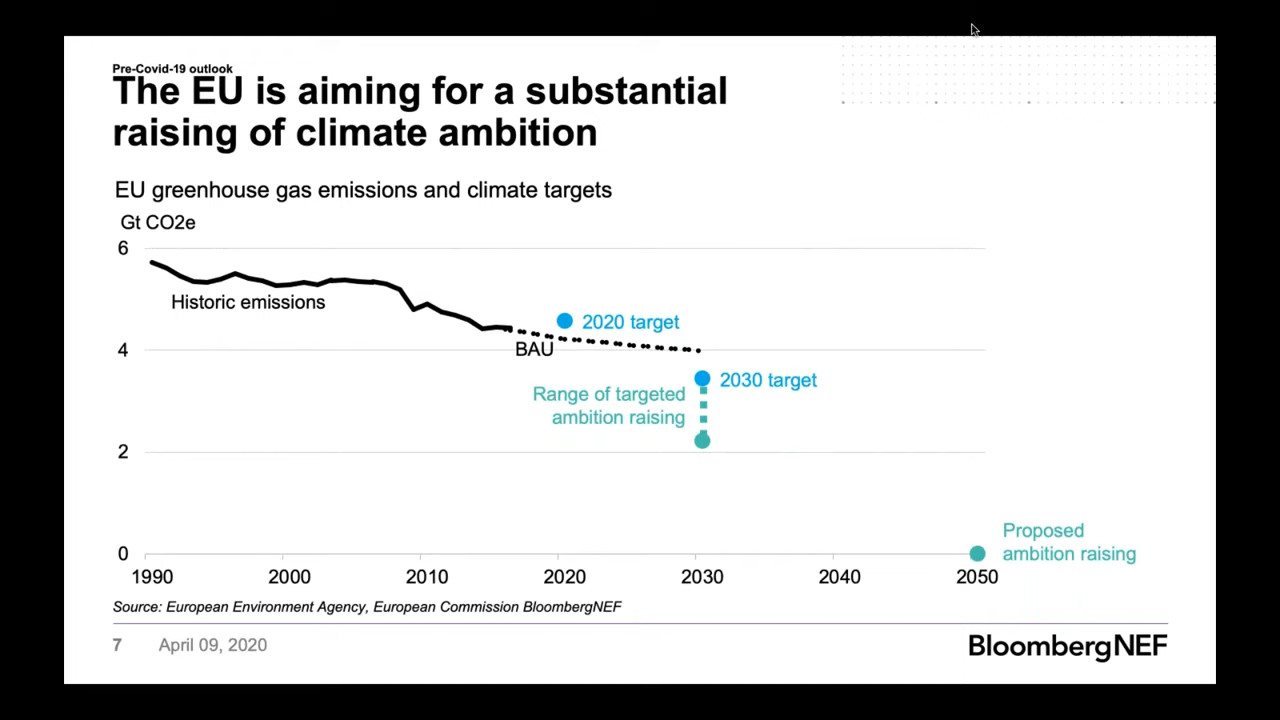 Pre-Covid-19 outlook
The EU is aiming for a substantial
raising of climate ambition
EU greenhouse gas emissions and climate targets
Gt CO2e
6
Historic emissions
2020 target
4
BAU
2030 target
Range of targeted
ambition raising
2
Proposed
ambition raising
0
1990 2000 2010 2020 2030 2040 2050
Source: European Environment Agency, European Commission BloombergNEF
7 April 09, 2020
BloombergNEF